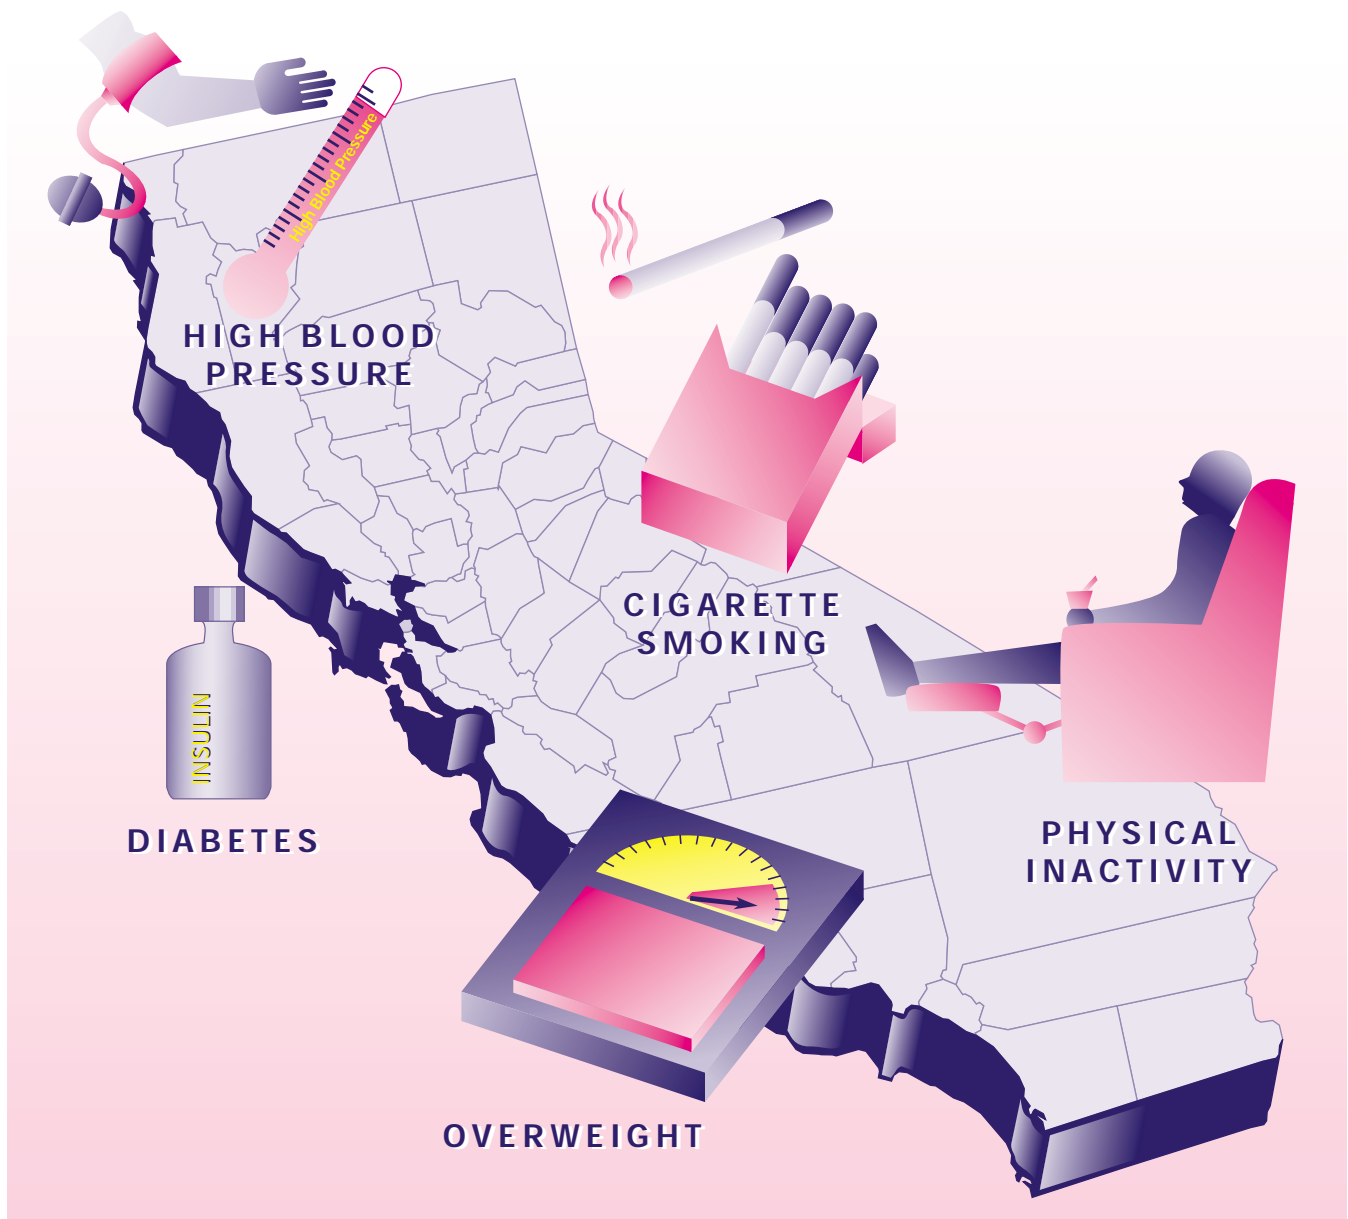 High Blood Pressure
HIGH BLOOD
PRESSURE
CIGARETTE
SMOKING
INSULIN
DIABETES
PHYSICAL
INACTIVITY
OVERWEIGHT